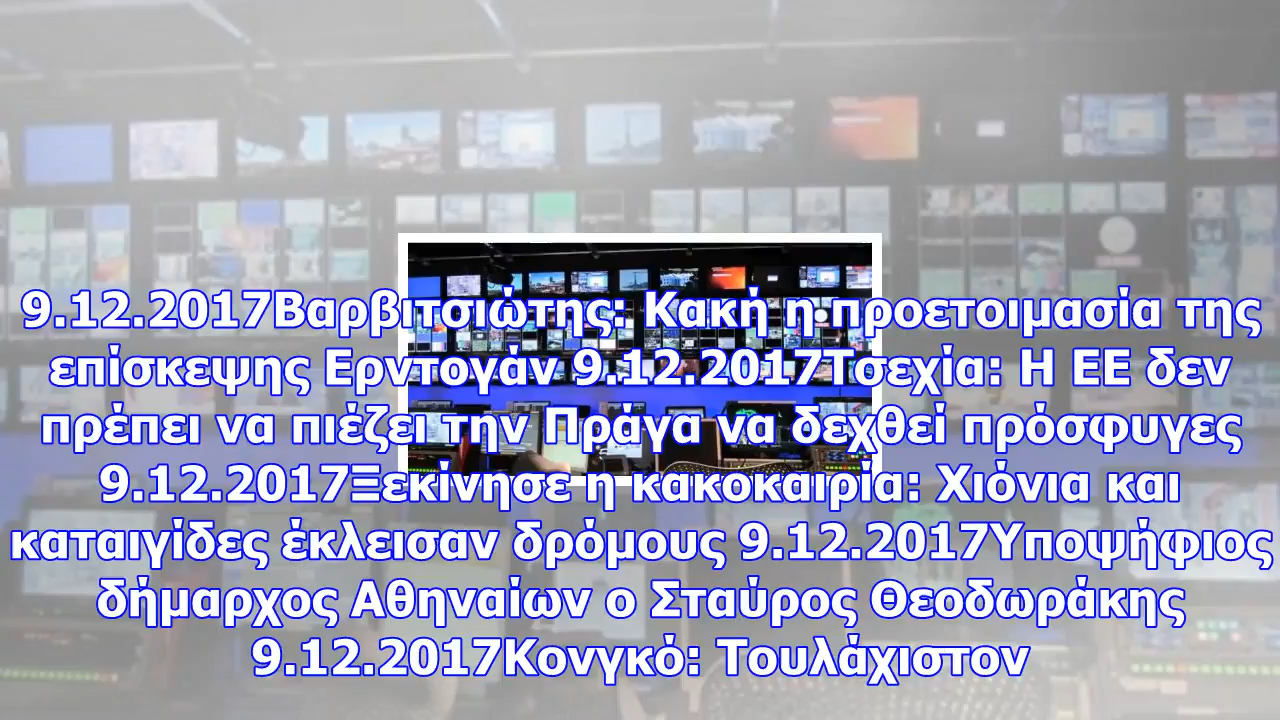 9.12.2017Βαρβιτσιώτης: Κακή η προετοιμασία της
επίσκεψης Ερντογάν 9.12.2017Τσεχία: Η ΕΕ δεν
πρέπει να πιέζει την Πράγα να δεχθεί πρόσφυγες
9.12.2017Ξεκίνησε η κακοκαιρία: Χιόνια και
καταιγίδες έκλεισαν δρόμους 9.12.2017Υποψήφιος
δήμαρχος Αθηναίων ο Σταύρος Θεοδωράκης
9.12.2017Κονγκό: Τουλάχιστον